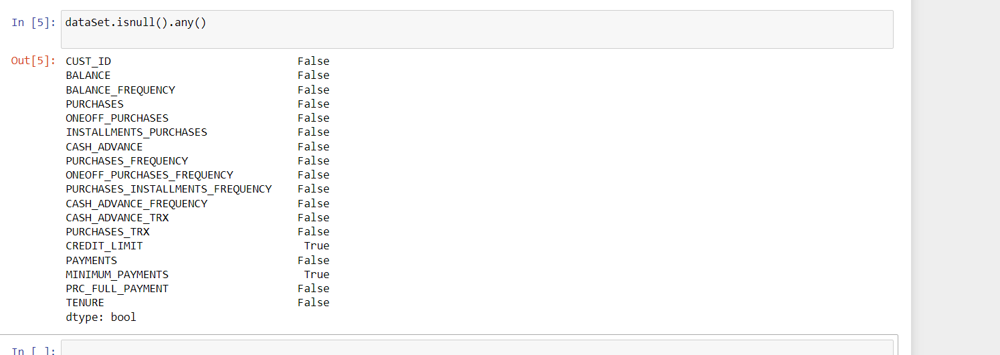 In [5]: dataSet.isnull().any()
Out[5]: CUST_ID False
BALANCE False
BALANCE_FREQUENCY False
PURCHASES False
ONEOFF_PURCHASES False
INSTALLMENTS_PURCHASES False
CASH_ADVANCE False
PURCHASES_FREQUENCY False
ONEOFF_PURCHASES_FREQUENCY False
PURCHASES_INSTALLMENTS_FREQUENCY False
CASH_ADVANCE_FREQUENCY False
CASH_ADVANCE_TRX False
PURCHASES_TRX False
CREDIT_LIMIT True
PAYMENTS False
MINIMUM_PAYMENTS True
PRC_FULL_PAYMENT False
TENURE False
dtype: bool
In [ ]: